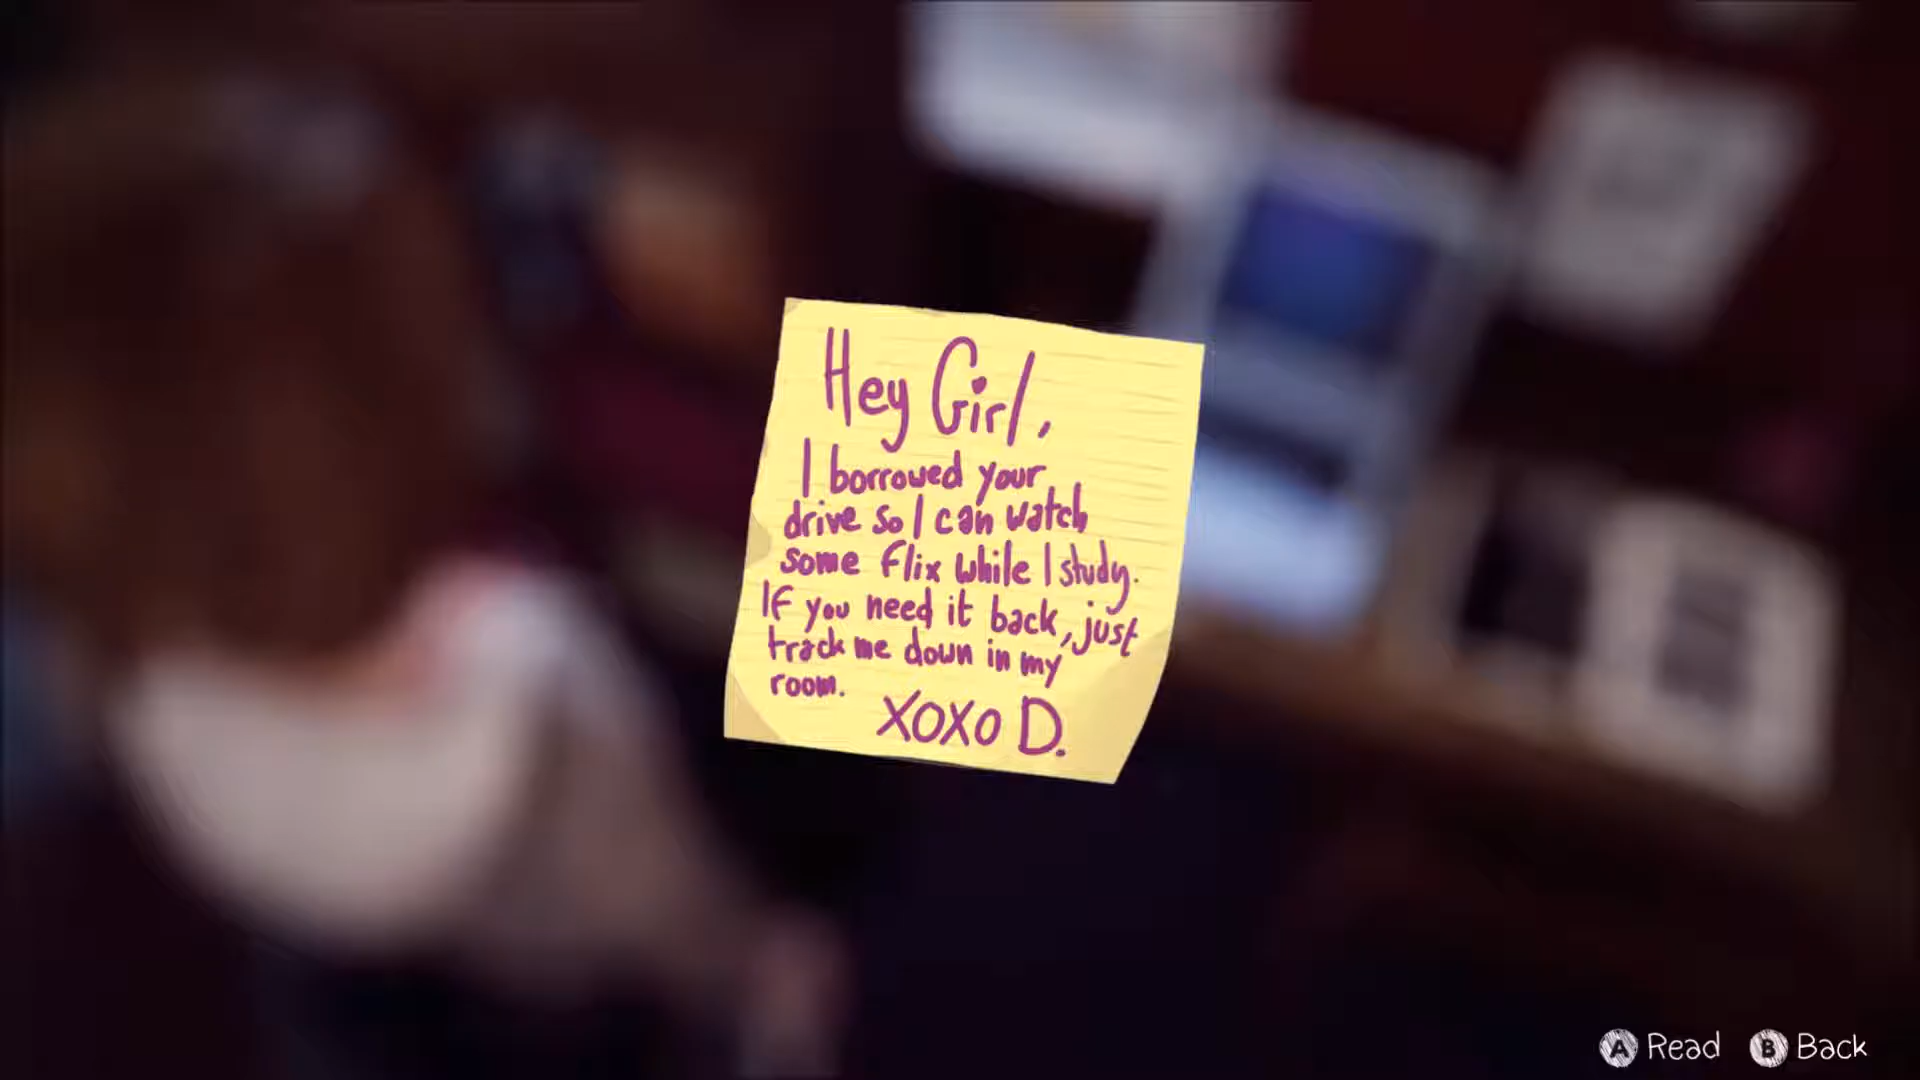 Hey Girl,
I borrowed your
drive so I can watch
some flix while I study.
If you need it back, just
track me down in my
room.
XOXO D.
A Read B Back